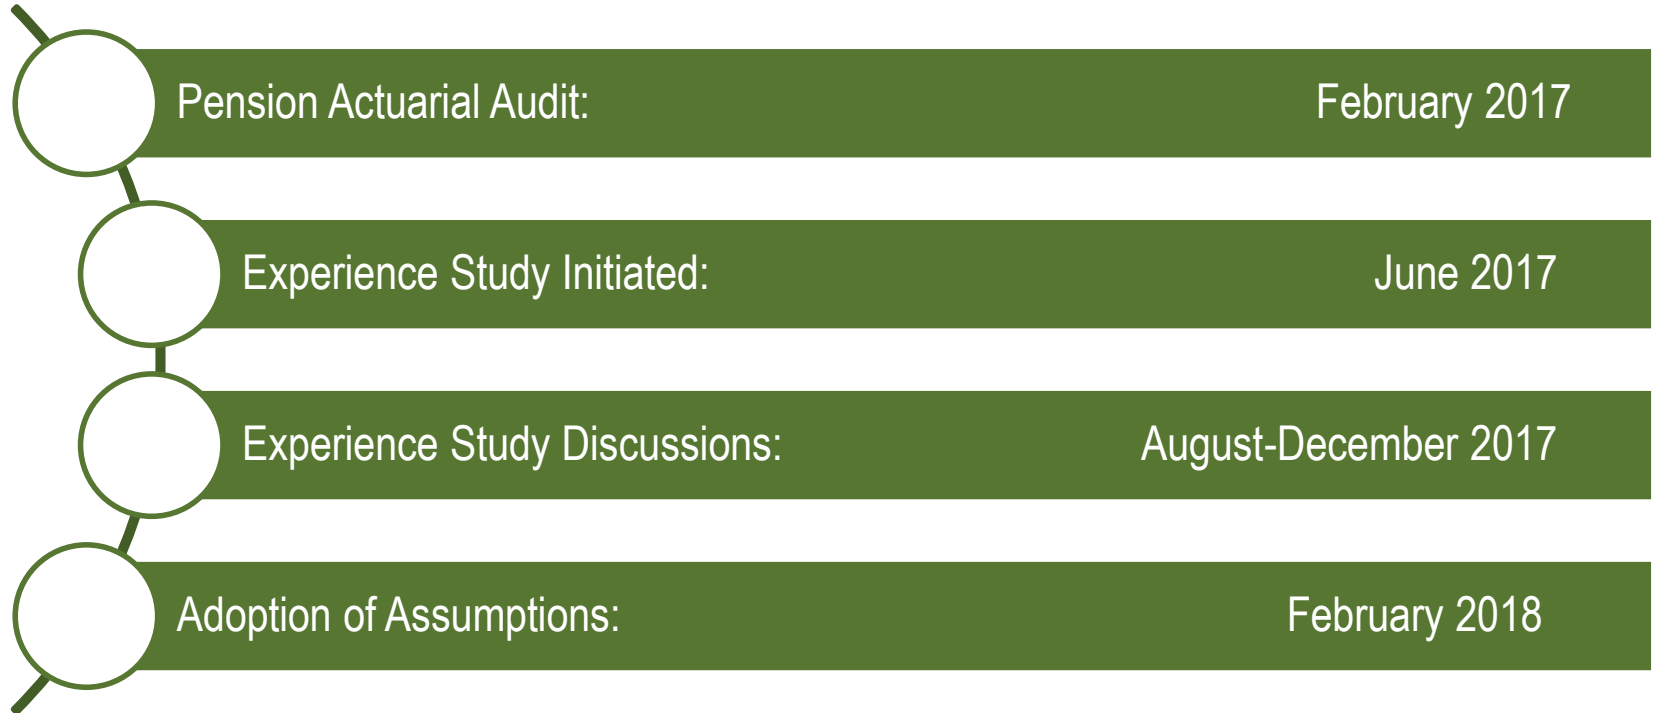 Pension Actuarial Audit: February 2017
Experience Study Initiated: June 2017
Experience Study Discussions: August-December 2017
Adoption of Assumptions: February 2018